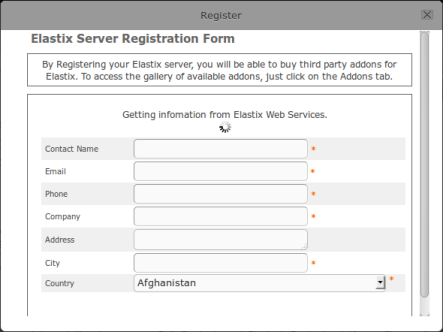 Register
Elastix Server Registration Form
By Registering your Elastix server, you will be able to buy third party addons for
Elastix. To access the gallery of available addons, just click on the Addons tab.
Getting infomation from Elastix Web Services.
Contact Name *
Email *
Phone *
Company *
Address
City *
Country Afghanistan *